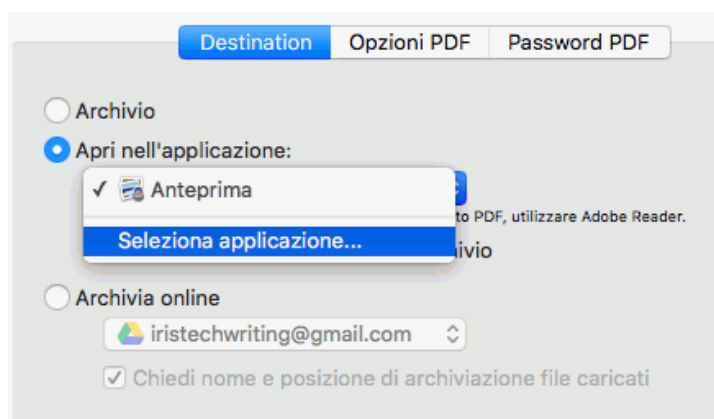 Destination Opzioni PDF Password PDF
Archivio
Apri nell'applicazione:
✓ Anteprima
to PDF, utilizzare Adobe Reader.
Seleziona applicazione...
ivio
Archivia online
iristechwriting@gmail.com
Chiedi nome e posizione di archiviazione file caricati